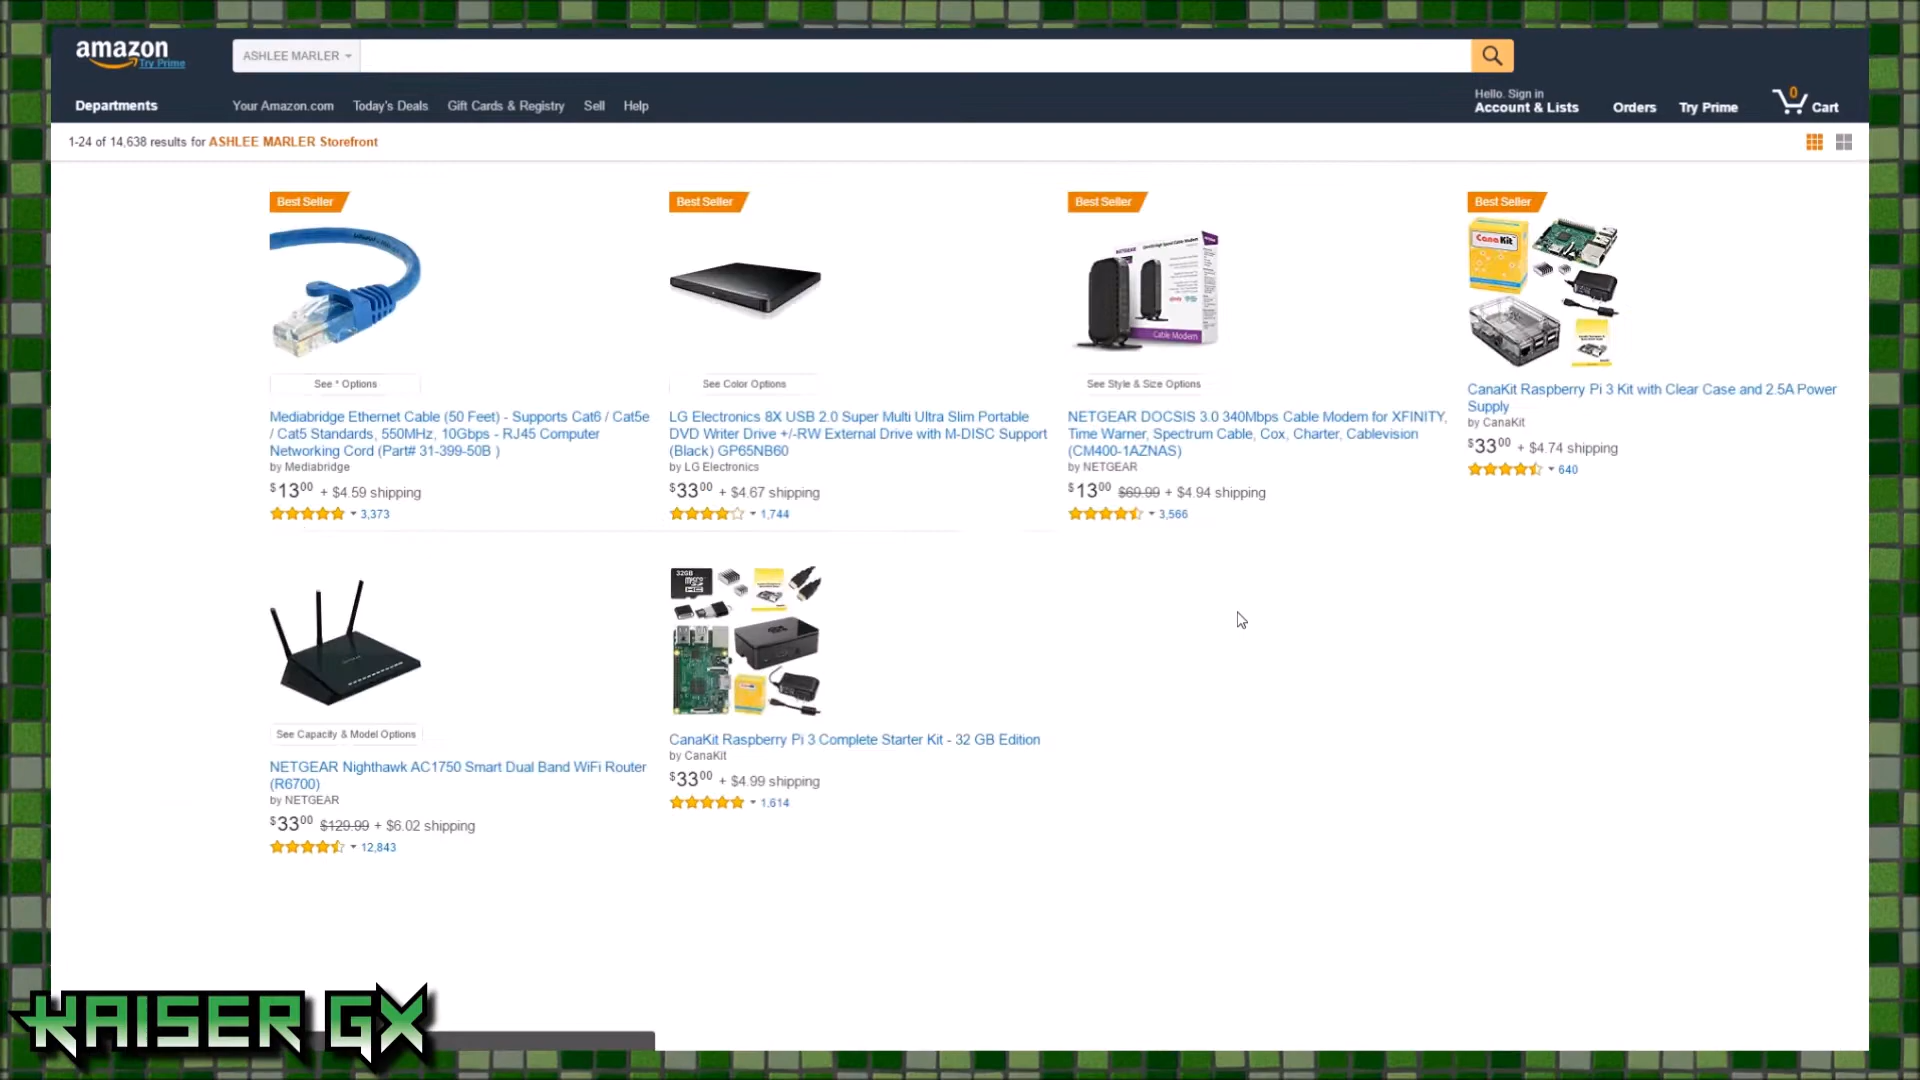 amazon
Try Prime
ASHLEE MARLER
Departments
Your Amazon.com Today's Deals Gift Cards & Registry Sell Help
Hello. Sign in
Account & Lists
Orders
Try Prime
0
Cart
1-24 of 14,638 results for ASHLEE MARLER Storefront
Best Seller
See * Options
Mediabridge Ethernet Cable (50 Feet) - Supports Cat6 / Cat5e
/ Cat5 Standards, 550MHz, 10Gbps - RJ45 Computer
Networking Cord (Part# 31-399-50B )
by Mediabridge
$13 00 + $4.59 shipping
3,373
Best Seller
See Color Options
LG Electronics 8X USB 2.0 Super Multi Ultra Slim Portable
DVD Writer Drive +/-RW External Drive with M-DISC Support
(Black) GP65NB60
by LG Electronics
$33 00 + $4.67 shipping
1,744
Best Seller
NETGEAR
Cable Modem
See Style & Size Options
NETGEAR DOCSIS 3.0 340Mbps Cable Modem for XFINITY,
Time Warner, Spectrum Cable, Cox, Charter, Cablevision
(CM400-1AZNAS)
by NETGEAR
$13 00 $69.99 + $4.94 shipping
3,566
Best Seller
CanaKit
CanaKit Raspberry Pi 3 Kit with Clear Case and 2.5A Power
Supply
by CanaKit
$33 00 + $4.74 shipping
640
See Capacity & Model Options
NETGEAR Nighthawk AC1750 Smart Dual Band WiFi Router
(R6700)
by NETGEAR
$33 00 $129.99 + $6.02 shipping
12,843
32GB
micro
HC
CanaKit Raspberry Pi 3 Complete Starter Kit - 32 GB Edition
by CanaKit
$33 00 + $4.99 shipping
1,614
KAISER GX